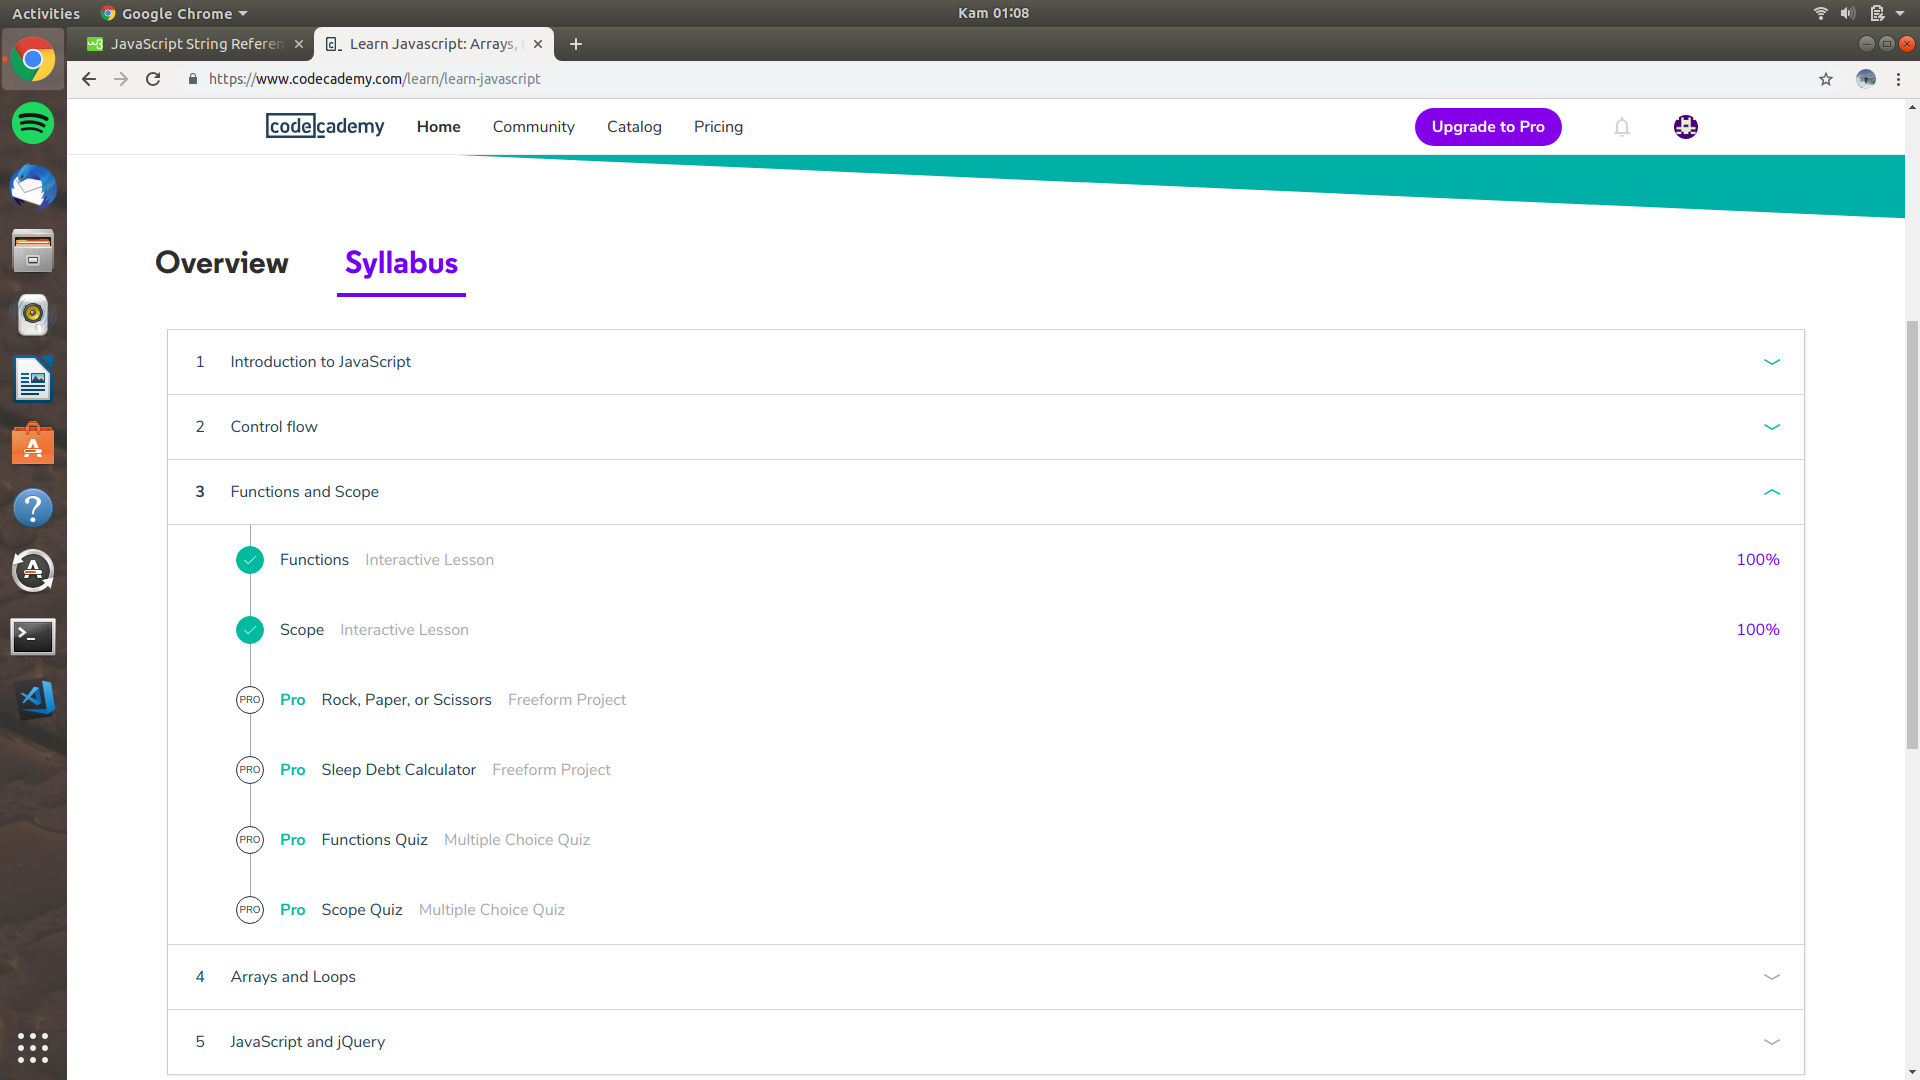 Activities Google Chrome Kam 01:08
JavaScript String Referen Learn Javascript: Arrays,
https://www.codecademy.com/learn/learn-javascript
codecademy Home Community Catalog Pricing Upgrade to Pro
Overview Syllabus
1 Introduction to JavaScript
2 Control flow
3 Functions and Scope
Functions Interactive Lesson 100%
Scope Interactive Lesson 100%
PRO Pro Rock, Paper, or Scissors Freeform Project
PRO Pro Sleep Debt Calculator Freeform Project
PRO Pro Functions Quiz Multiple Choice Quiz
PRO Pro Scope Quiz Multiple Choice Quiz
4 Arrays and Loops
5 JavaScript and jQuery